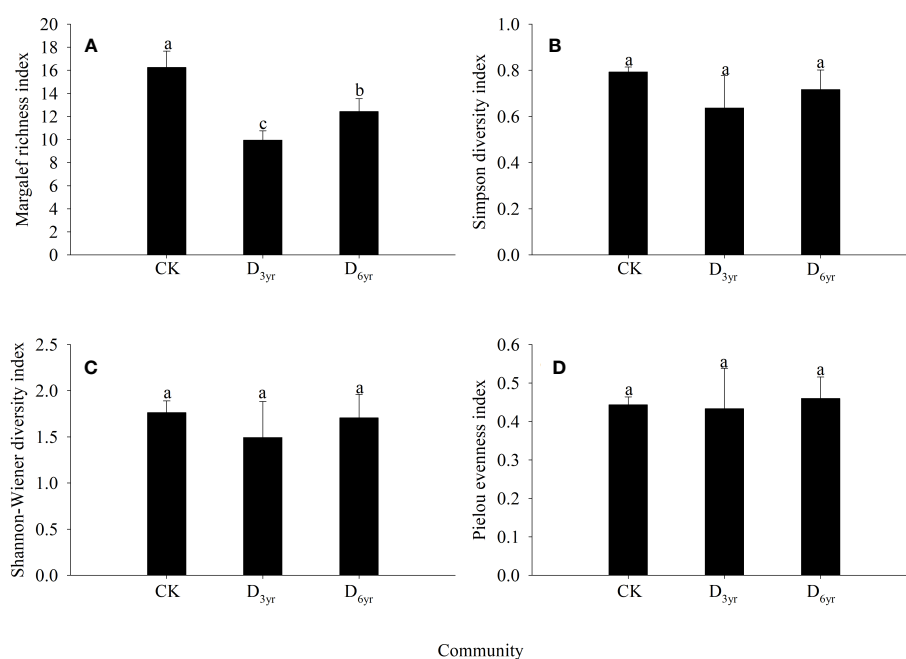 A
Margalef richness index
20
18
16
14
12
10
8
6
4
2
0
a
c
b
CK D3yr D6yr
B
Simpson diversity index
1.0
0.8
0.6
0.4
0.2
0.0
a
a
a
CK D3yr D6yr
C
Shannon-Wiener diversity index
2.5
2.0
1.5
1.0
0.5
0.0
a
a
a
CK D3yr D6yr
D
Pielou evenness index
0.6
0.5
0.4
0.3
0.2
0.1
0.0
a
a
a
CK D3yr D6yr
Community